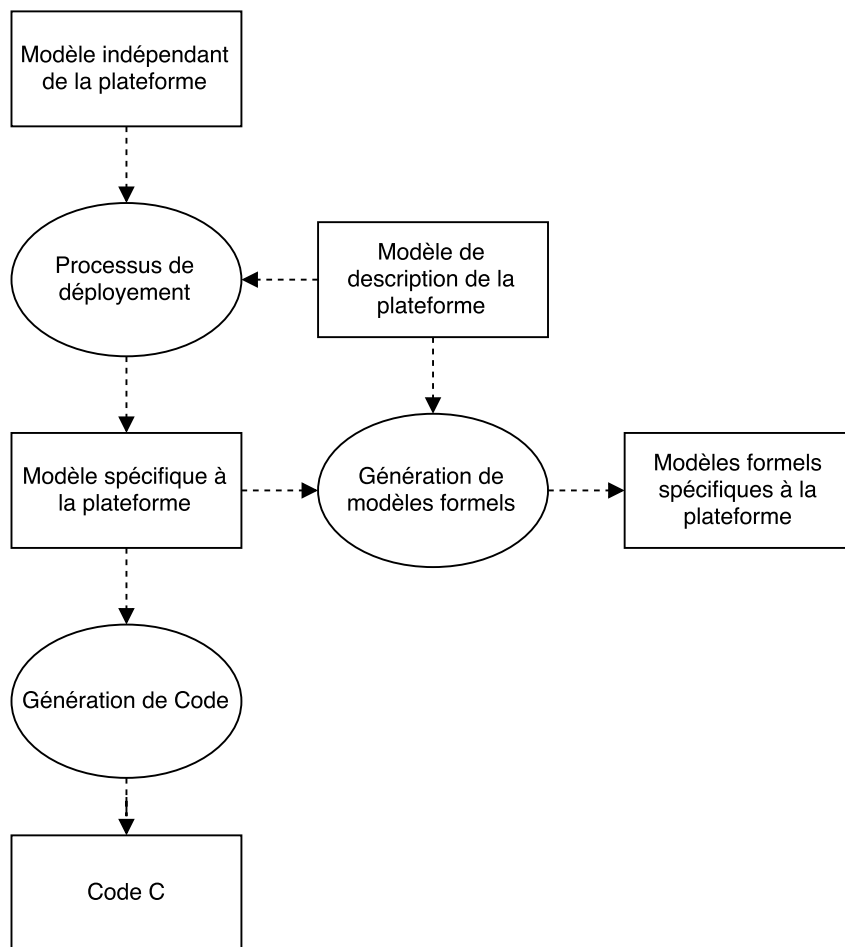 Modèle indépendant
de la plateforme
Processus de
déployement
Modèle de
description de la
plateforme
Modèle spécifique à
la plateforme
Génération de
modèles formels
Modèles formels
spécifiques à la
plateforme
Génération de Code
Code C